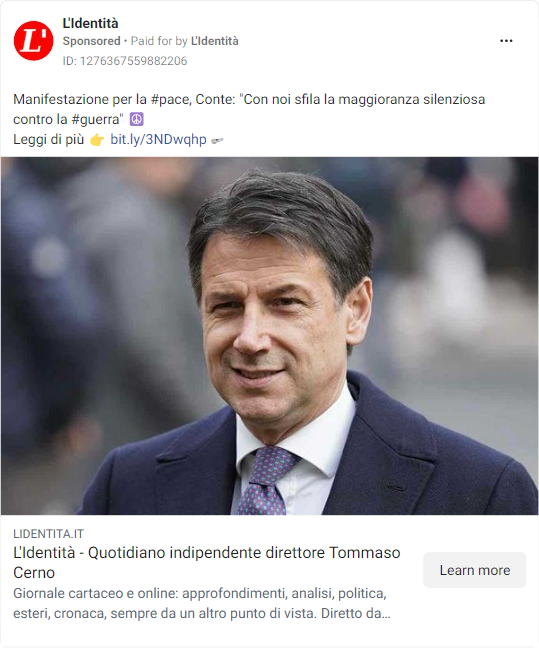 L'Identità
Sponsored • Paid for by L'Identità
ID: 1276367559882206
Manifestazione per la #pace, Conte: "Con noi sfila la maggioranza silenziosa
contro la #guerra" ☮️
Leggi di più 👉 bit.ly/3NDwqhp
L'
LIDENTITA.IT
L'Identità - Quotidiano indipendente direttore Tommaso
Cerno
Giornale cartaceo e online: approfondimenti, analisi, politica,
esteri, cronaca, sempre da un altro punto di vista. Diretto da…
Learn more